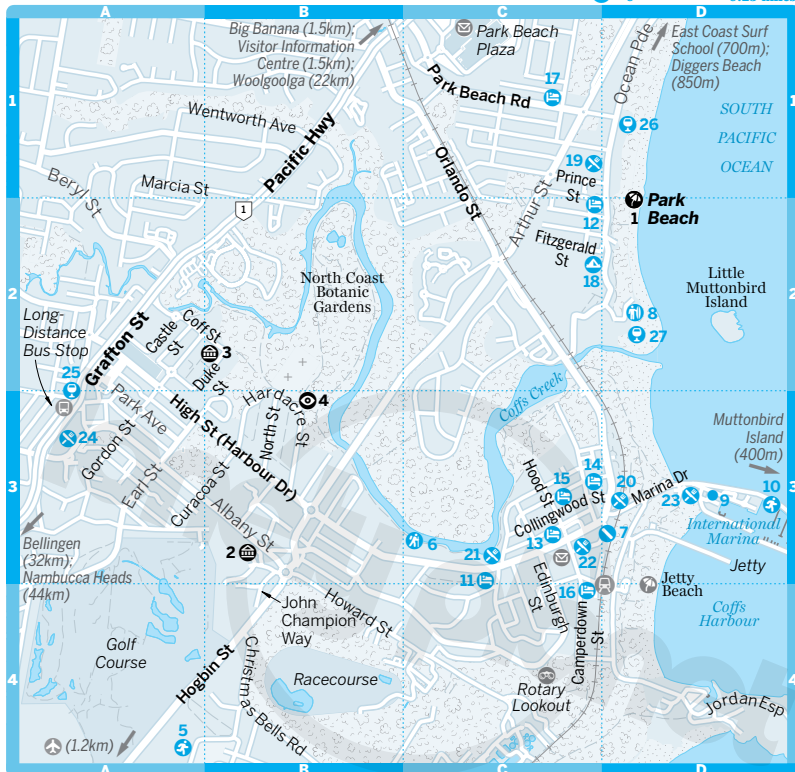 A
B
C
D
Big Banana (1.5km);
Visitor Information
Centre (1.5km);
Woolgoolga (22km)
Park Beach
Plaza
East Coast Surf
School (700m);
Diggers Beach
(850m)
Ocean Pde
17
Park Beach Rd
1
1
Wentworth Ave
Pacific Hwy
26
SOUTH
PACIFIC
OCEAN
Orlando St
19
Prince
St
Marcia St
Beryl St
1
Arthur St
12
Park
Beach
1
Fitzgerald
St
18
North Coast
Botanic
Gardens
Little
Muttonbird
Island
2
2
Long-
Distance
Bus Stop
Grafton St
Castle
St
Coff St
3
Duke
St
8
27
25
Park Ave
24
Gordon St
High St (Harbour Dr)
Hardacre St
4
North St
Coffs Creek
Muttonbird
Island
(400m)
3
3
Earl St
Curacoa St
Albany St
Hood St
15
14
Collingwood St
20
Marina Dr
23
9
10
International
Marina
Bellingen
(32km);
Nambucca Heads
(44km)
2
6
21
13
22
7
Jetty
11
16
Edinburgh
St
Camperdown
St
Jetty
Beach
Coffs
Harbour
John
Champion
Way
Howard St
Golf
Course
Hogbin St
Christmas Bells Rd
Racecourse
Rotary
Lookout
Jordan Esp
4
4
5
(1.2km)
A
B
C
D